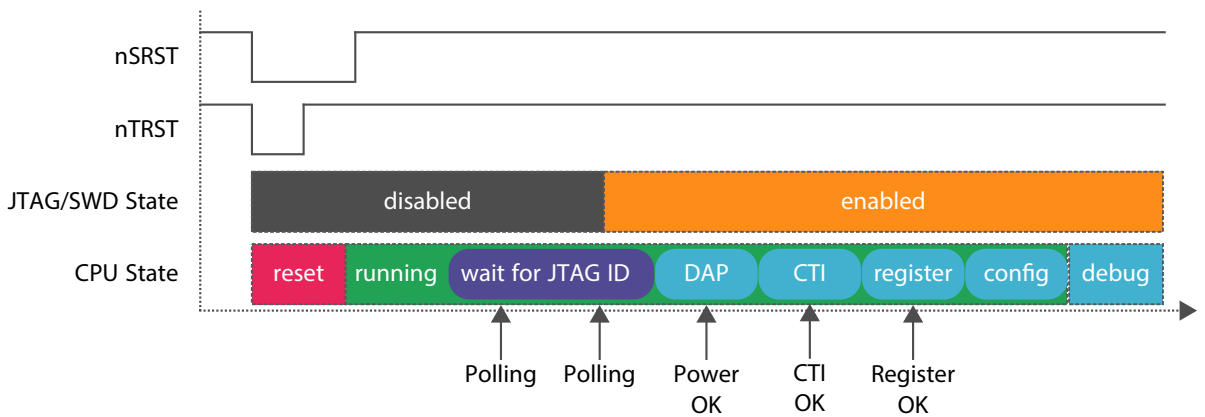 nSRST
nTRST
JTAG/SWD State
disabled
enabled
CPU State
reset
running
wait for JTAG ID
DAP
CTI
register
config
debug
Polling
Polling
Power
OK
CTI
OK
Register
OK